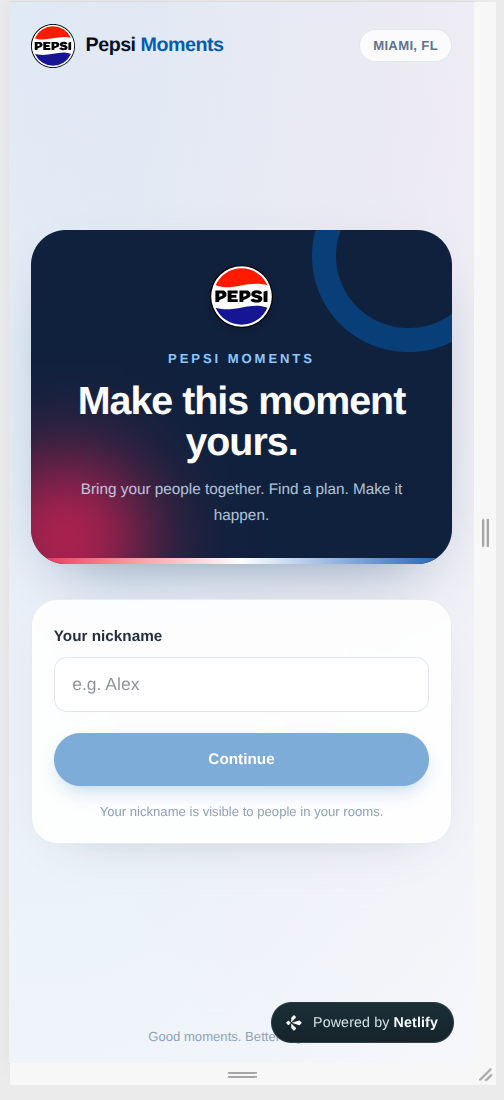 PEPSI
Pepsi Moments
MIAMI, FL
PEPSI
PEPSI MOMENTS
Make this moment
yours.
Bring your people together. Find a plan. Make it
happen.
Your nickname
e.g. Alex
Continue
Your nickname is visible to people in your rooms.
Powered by Netlify
Good moments. Better